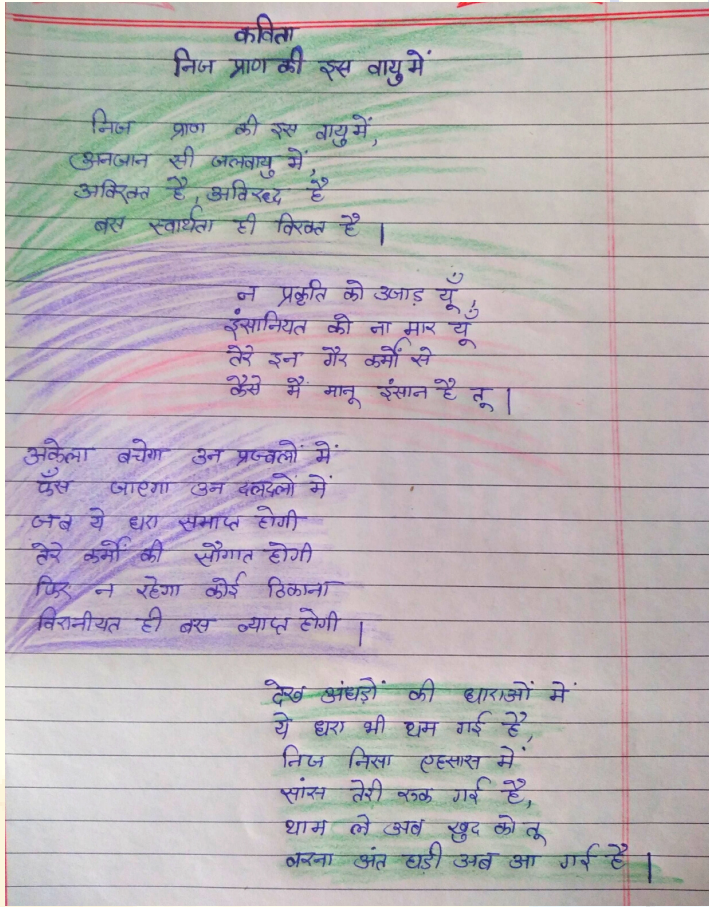 कविता
निज प्राण की इस वायु में
निज प्राण की इस वायु में,
अनजान सी जलवायु में,
अविरक्त है, अविरुद्ध है
बस स्वार्थता ही विरक्त है |
न प्रकृति को उजाड़ यूँ,
इंसानियत को ना मार यूँ
तेरे इन गैर कर्मों से
कैसे मैं मानू इंसान है तू |
अकेला बचेगा उन प्रज्वलों में
फँस जाएगा उन दलदलों में
जब ये धरा समाप्त होगी
तेरे कर्मों की सौगात होगी
फिर न रहेगा कोई ठिकाना
विरानीयत ही बस व्याप्त होगी |
देख अंधड़ों की धाराओं में
ये धरा भी थम गई है,
निज निसा एहसास में
सांस तेरी रुक गई है,
थाम ले अब खुद को तू
वरना अंत घड़ी अब आ गई है |